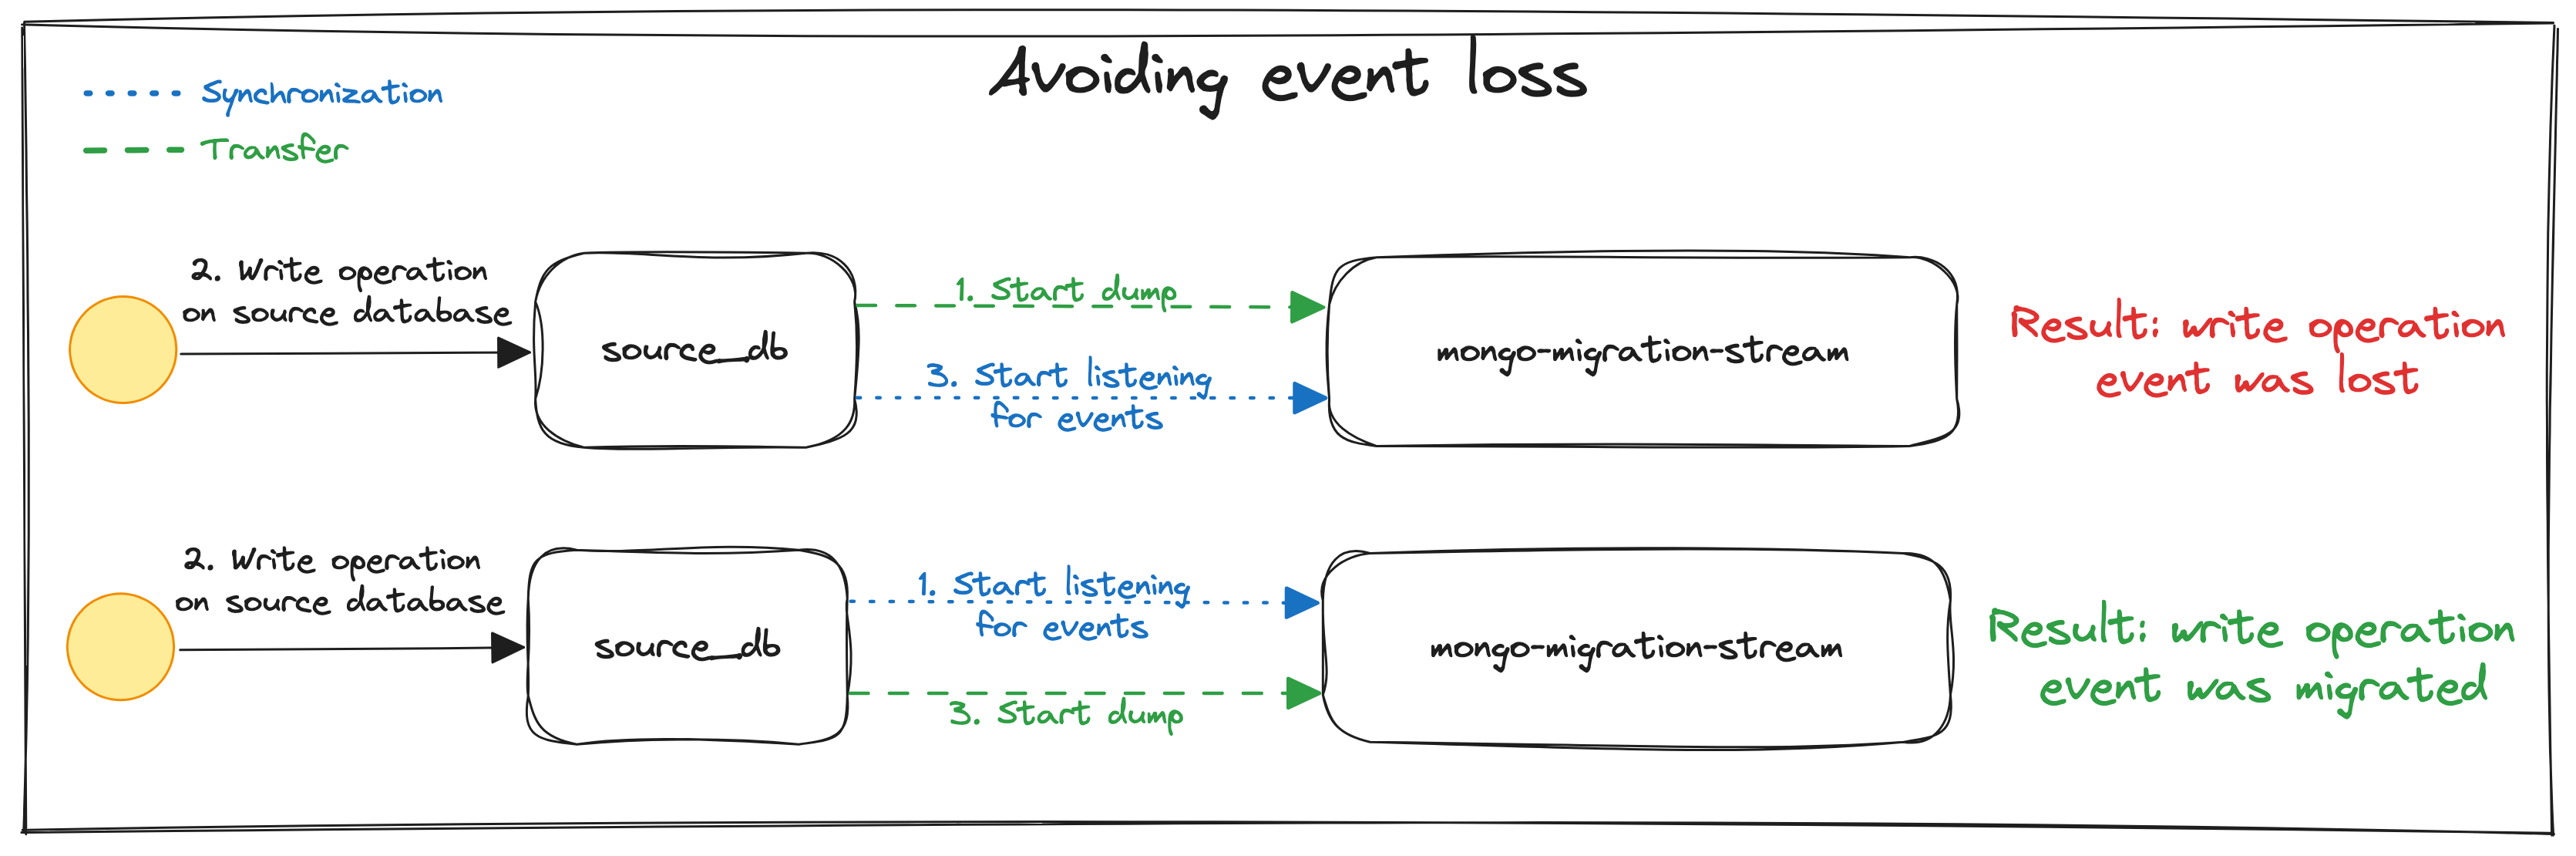 Avoiding event loss
Synchronization
Transfer
2. Write operation
on source database
source_db
1. Start dump
3. Start listening
for events
mongo-migration-stream
Result: write operation
event was lost
2. Write operation
on source database
source_db
1. Start listening
for events
3. Start dump
mongo-migration-stream
Result: write operation
event was migrated